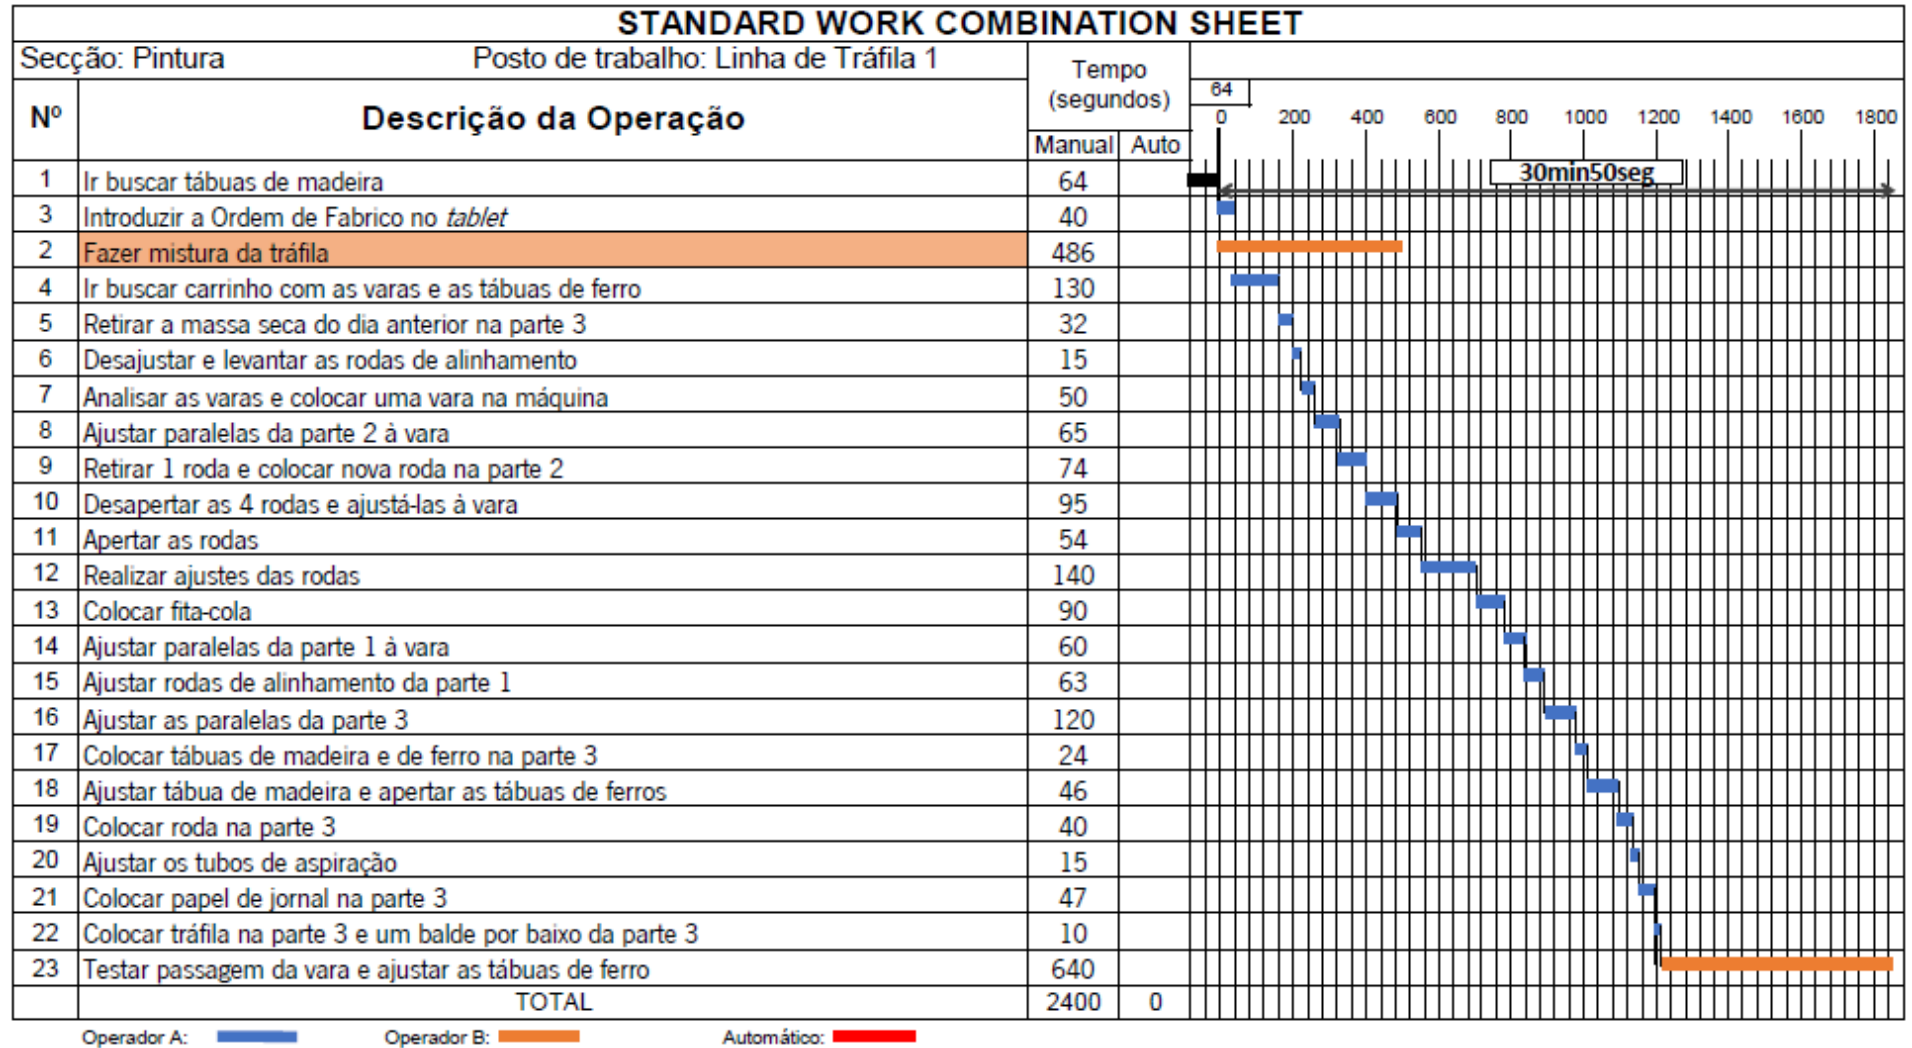 STANDARD WORK COMBINATION SHEET
Secção: Pintura Posto de trabalho: Linha de Tráfila 1
Tempo (segundos)
64
Nº Descrição da Operação
0 200 400 600 800 1000 1200 1400 1600 1800
Manual Auto
30min50seg
1 Ir buscar tábuas de madeira 64
3 Introduzir a Ordem de Fabrico no tablet 40
2 Fazer mistura da tráfila 486
4 Ir buscar carrinho com as varas e as tábuas de ferro 130
5 Retirar a massa seca do dia anterior na parte 3 32
6 Desajustar e levantar as rodas de alinhamento 15
7 Analisar as varas e colocar uma vara na máquina 50
8 Ajustar paralelas da parte 2 à vara 65
9 Retirar 1 roda e colocar nova roda na parte 2 74
10 Desapertar as 4 rodas e ajustá-las à vara 95
11 Apertar as rodas 54
12 Realizar ajustes das rodas 140
13 Colocar fita-cola 90
14 Ajustar paralelas da parte 1 à vara 60
15 Ajustar rodas de alinhamento da parte 1 63
16 Ajustar as paralelas da parte 3 120
17 Colocar tábuas de madeira e de ferro na parte 3 24
18 Ajustar tábua de madeira e apertar as tábuas de ferros 46
19 Colocar roda na parte 3 40
20 Ajustar os tubos de aspiração 15
21 Colocar papel de jornal na parte 3 47
22 Colocar tráfila na parte 3 e um balde por baixo da parte 3 10
23 Testar passagem da vara e ajustar as tábuas de ferro 640
TOTAL 2400 0
Operador A: Operador B: Automático: